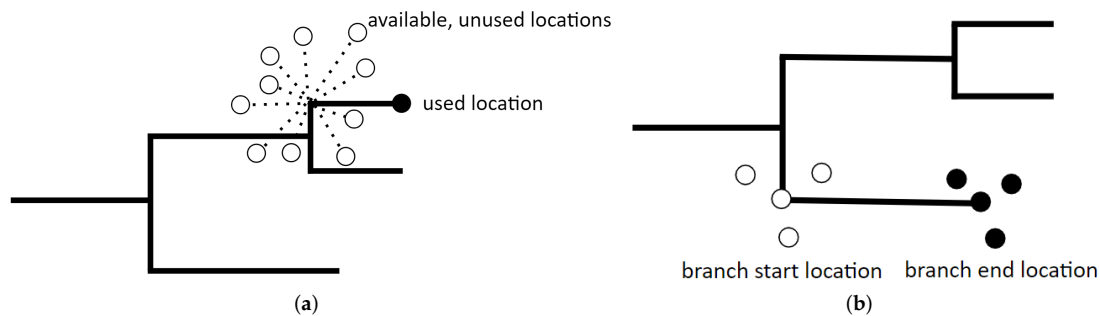 available, unused locations
used location
branch start location
branch end location
(a)
(b)